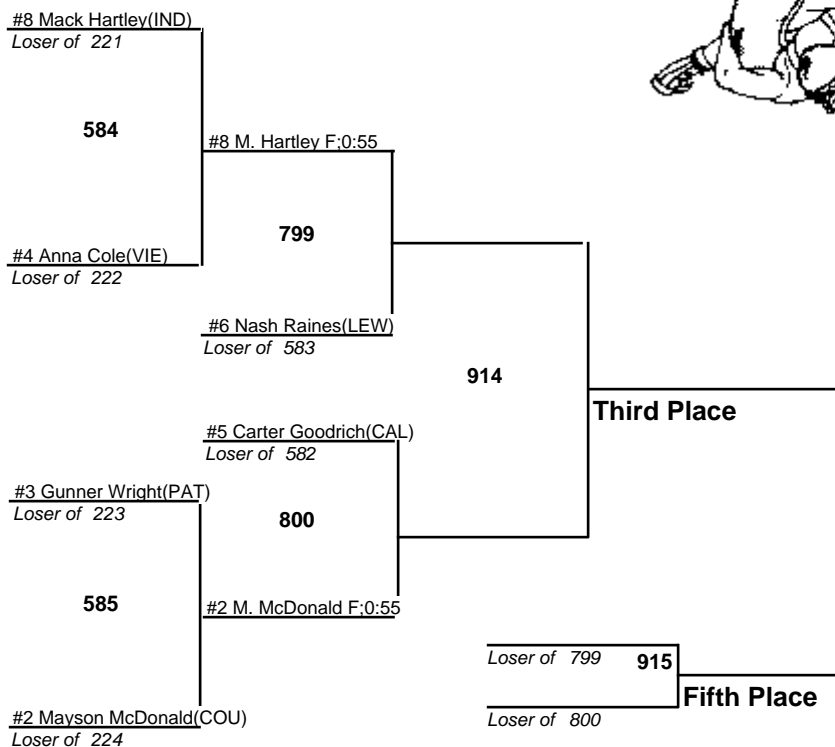 #8 Mack Hartley(IND)
Loser of 221
584
#8 M. Hartley F;0:55
#4 Anna Cole(VIE)
Loser of 222
799
#6 Nash Raines(LEW)
Loser of 583
914
Third Place
#5 Carter Goodrich(CAL)
Loser of 582
#3 Gunner Wright(PAT)
Loser of 223
800
585
#2 M. McDonald F;0:55
#2 Mayson McDonald(COU)
Loser of 224
Loser of 799
915
Fifth Place
Loser of 800